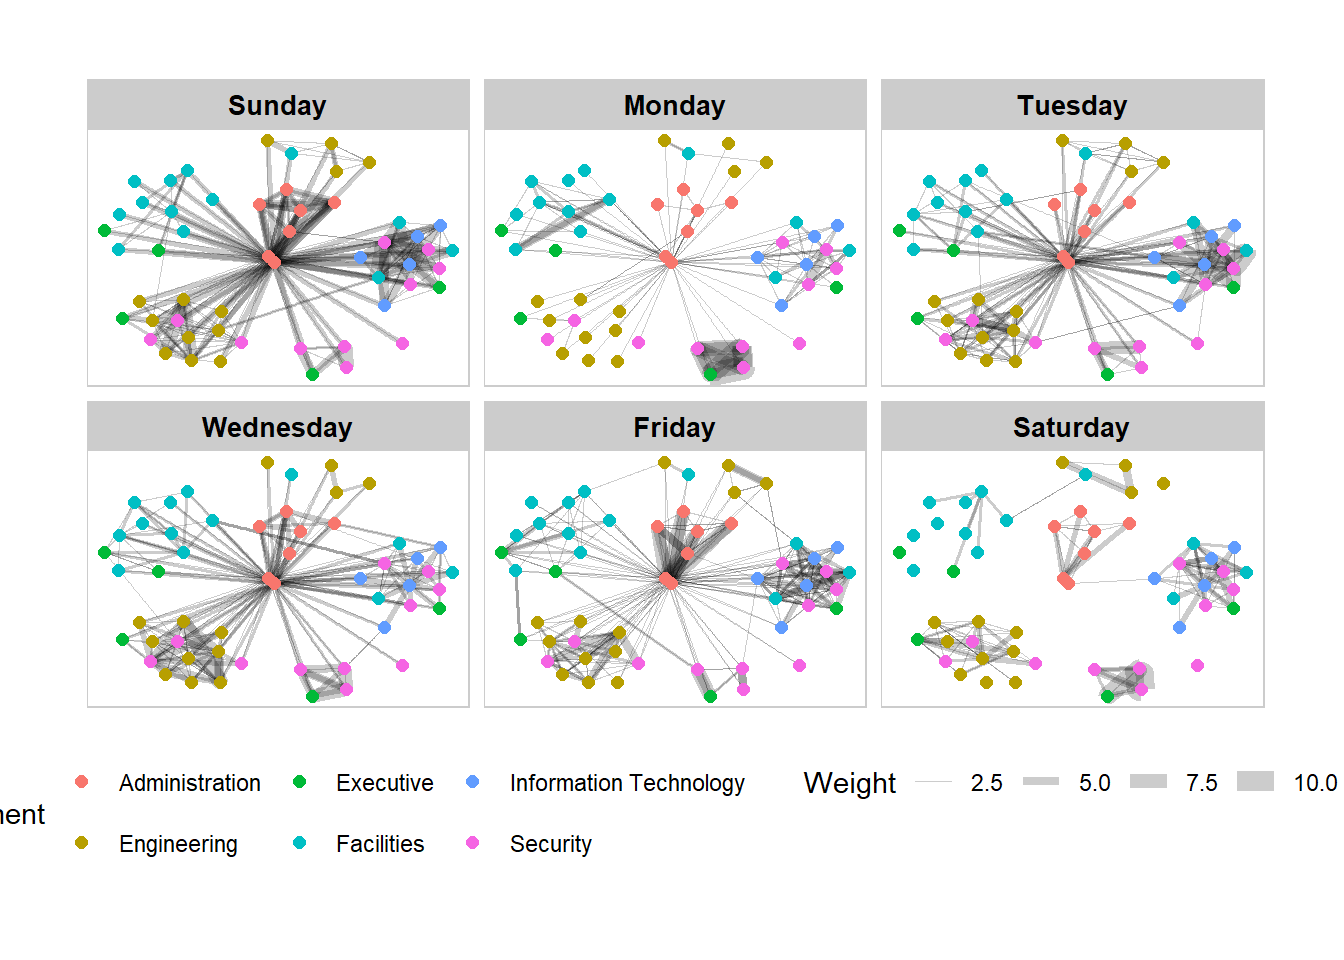 Sunday Monday Tuesday
Wednesday Friday Saturday
Administration Executive Information Technology Weight 2.5 5.0 7.5 10.0
Engineering Facilities Security